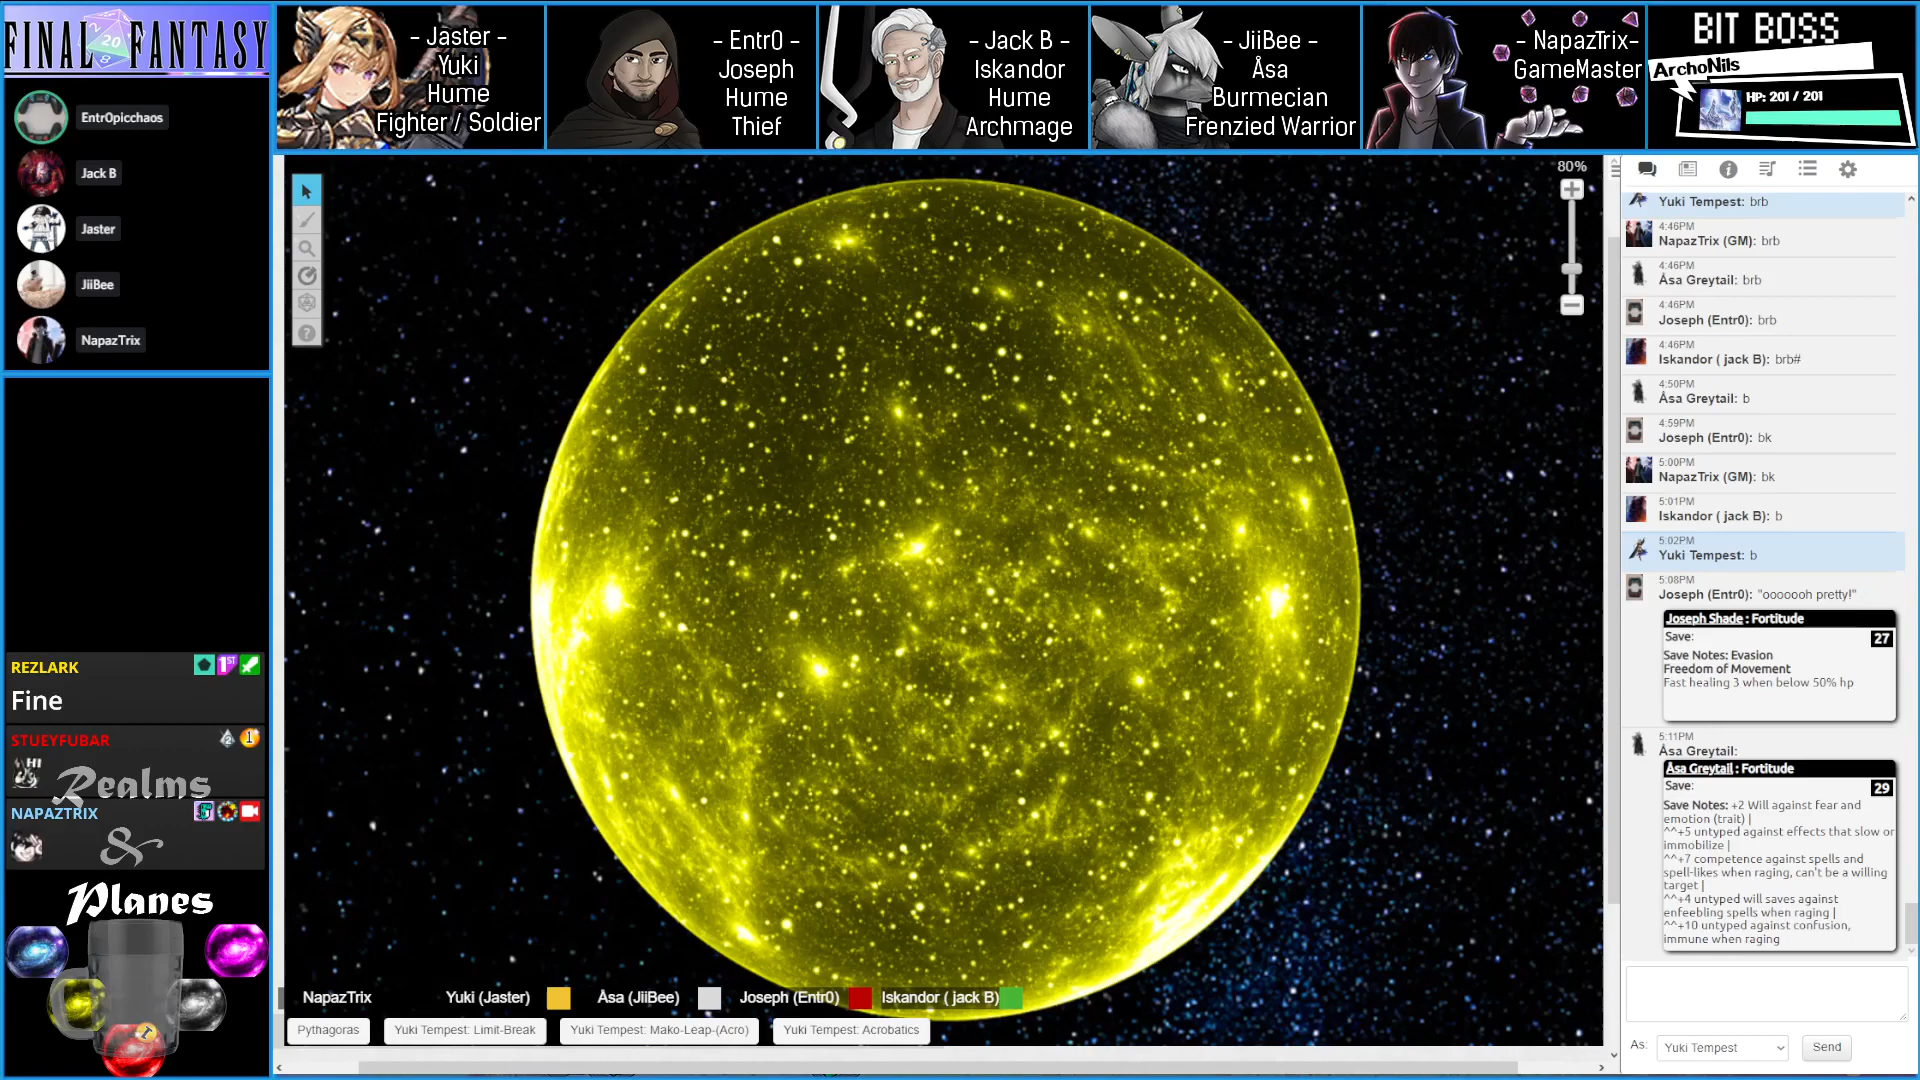 FINAL FANTASY
20
- Jaster -
Yuki
Hume
Fighter / Soldier
- Entr0 -
Joseph
Hume
Thief
- Jack B -
Iskandor
Hume
Archmage
- JiiBee -
Åsa
Burmecian
Frenzied Warrior
- NapazTrix-
GameMaster
BIT BOSS
ArchoNils
HP: 201 / 201
Entr0picchaos
Jack B
Jaster
JiiBee
NapazTrix
80%
Yuki Tempest: brb
4:46PM
NapazTrix (GM): brb
4:46PM
Åsa Greytail: brb
4:46PM
Joseph (Entr0): brb
4:46PM
Iskandor ( jack B): brb#
4:50PM
Åsa Greytail: b
4:59PM
Joseph (Entr0): bk
5:00PM
NapazTrix (GM): bk
5:01PM
Iskandor ( jack B): b
5:02PM
Yuki Tempest: b
5:08PM
Joseph (Entr0): "ooooooh pretty!"
Joseph Shade : Fortitude
Save: 27
Save Notes: Evasion
Freedom of Movement
Fast healing 3 when below 50% hp
5:11PM
Åsa Greytail:
Åsa Greytail : Fortitude
Save: 29
Save Notes: +2 Will against fear and
emotion (trait) |
^^+5 untyped against effects that slow or
immobilize |
^^+7 competence against spells and
spell-likes when raging, can't be a willing
target |
^^+4 untyped will saves against
enfeebling spells when raging |
^^+10 untyped against confusion,
immune when raging
As: Yuki Tempest Send
REZLARK
1ST
Fine
STUEYFUBAR
2 1
HI
NAPAZTRIX
Realms
&
Planes
NapazTrix Yuki (Jaster) Åsa (JiiBee) Joseph (Entr0) Iskandor ( jack B)
Pythagoras Yuki Tempest: Limit-Break Yuki Tempest: Mako-Leap-(Acro) Yuki Tempest: Acrobatics